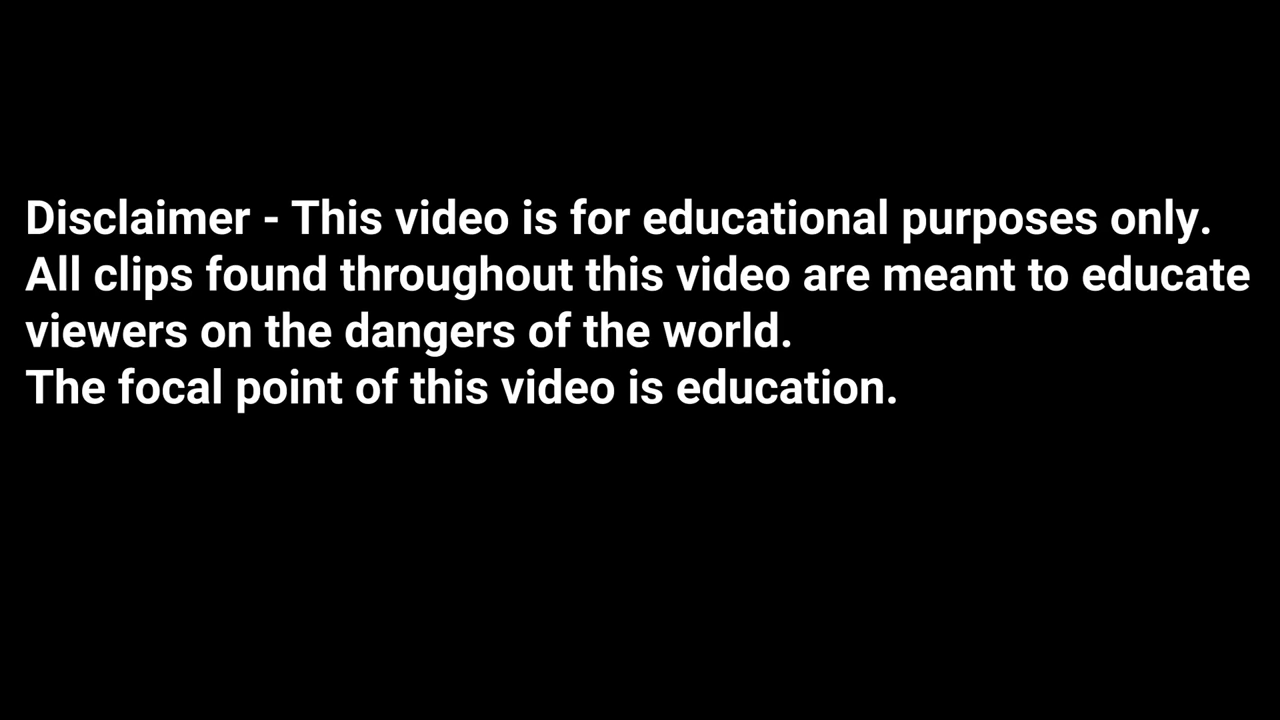 Disclaimer - This video is for educational purposes only.
All clips found throughout this video are meant to educate
viewers on the dangers of the world.
The focal point of this video is education.